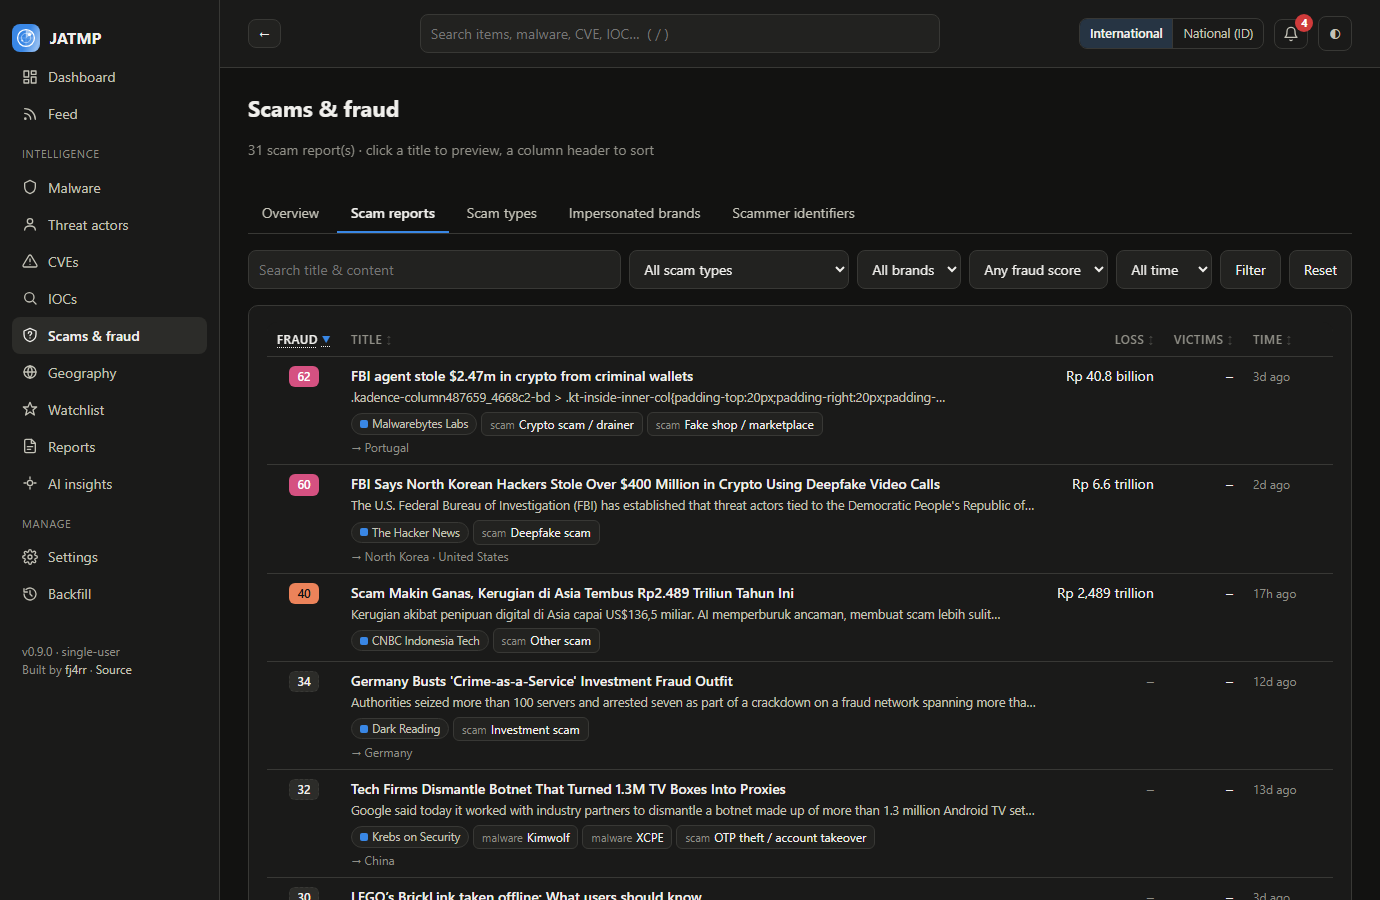 JATMP
Dashboard
Feed
INTELLIGENCE
Malware
Threat actors
CVEs
IOCs
Scams & fraud
Geography
Watchlist
Reports
AI insights
MANAGE
Settings
Backfill
v0.9.0 · single-user
Built by fj4rr · Source
←
Search items, malware, CVE, IOC... ( / )
International
National (ID)
4
Scams & fraud
31 scam report(s) · click a title to preview, a column header to sort
Overview
Scam reports
Scam types
Impersonated brands
Scammer identifiers
Search title & content
All scam types
All brands
Any fraud score
All time
Filter
Reset
FRAUD ▼ TITLE ↕ LOSS ↕ VICTIMS ↕ TIME ↕
62 FBI agent stole $2.47m in crypto from criminal wallets Rp 40.8 billion – 3d ago
.kadence-column487659_4668c2-bd > .kt-inside-inner-col{padding-top:20px;padding-right:20px;padding-...
Malwarebytes Labs scam Crypto scam / drainer scam Fake shop / marketplace
→ Portugal
60 FBI Says North Korean Hackers Stole Over $400 Million in Crypto Using Deepfake Video Calls Rp 6.6 trillion – 2d ago
The U.S. Federal Bureau of Investigation (FBI) has established that threat actors tied to the Democratic People's Republic of...
The Hacker News scam Deepfake scam
→ North Korea · United States
40 Scam Makin Ganas, Kerugian di Asia Tembus Rp2.489 Triliun Tahun Ini Rp 2,489 trillion – 17h ago
Kerugian akibat penipuan digital di Asia capai US$136,5 miliar. AI memperburuk ancaman, membuat scam lebih sulit...
CNBC Indonesia Tech scam Other scam
34 Germany Busts 'Crime-as-a-Service' Investment Fraud Outfit – – 12d ago
Authorities seized more than 100 servers and arrested seven as part of a crackdown on a fraud network spanning more tha...
Dark Reading scam Investment scam
→ Germany
32 Tech Firms Dismantle Botnet That Turned 1.3M TV Boxes Into Proxies – – 13d ago
Google said today it worked with industry partners to dismantle a botnet made up of more than 1.3 million Android TV set...
Krebs on Security malware Kimwolf malware XCPE scam OTP theft / account takeover
→ China
30 LEGO's BrickLink taken offline: What users should know – – 3d ago